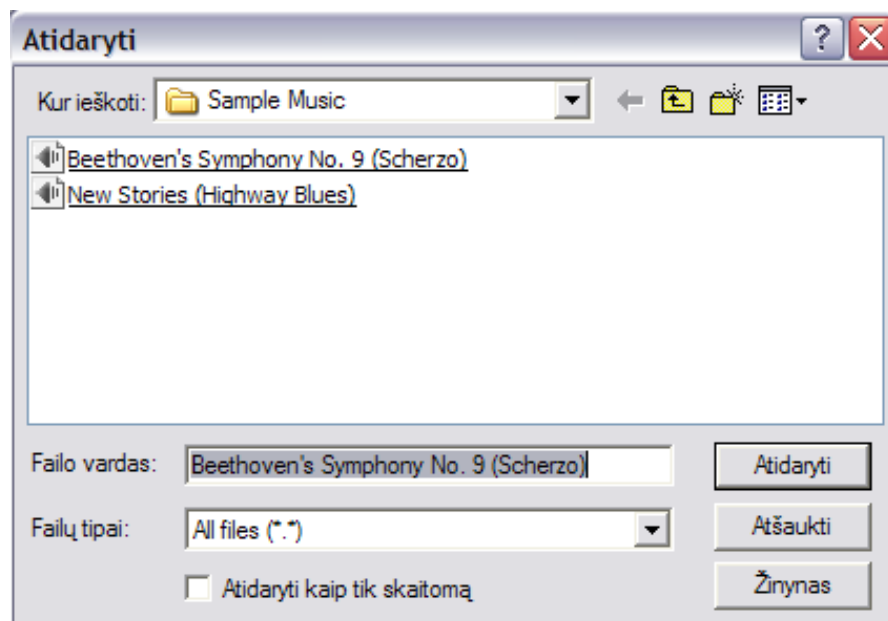 Atidaryti
Kur ieškoti: Sample Music
Beethoven's Symphony No. 9 (Scherzo)
New Stories (Highway Blues)
Failo vardas: Beethoven's Symphony No. 9 (Scherzo) Atidaryti
Failų tipai: All files (*.*) Atšaukti
Atidaryti kaip tik skaitomą Žinynas